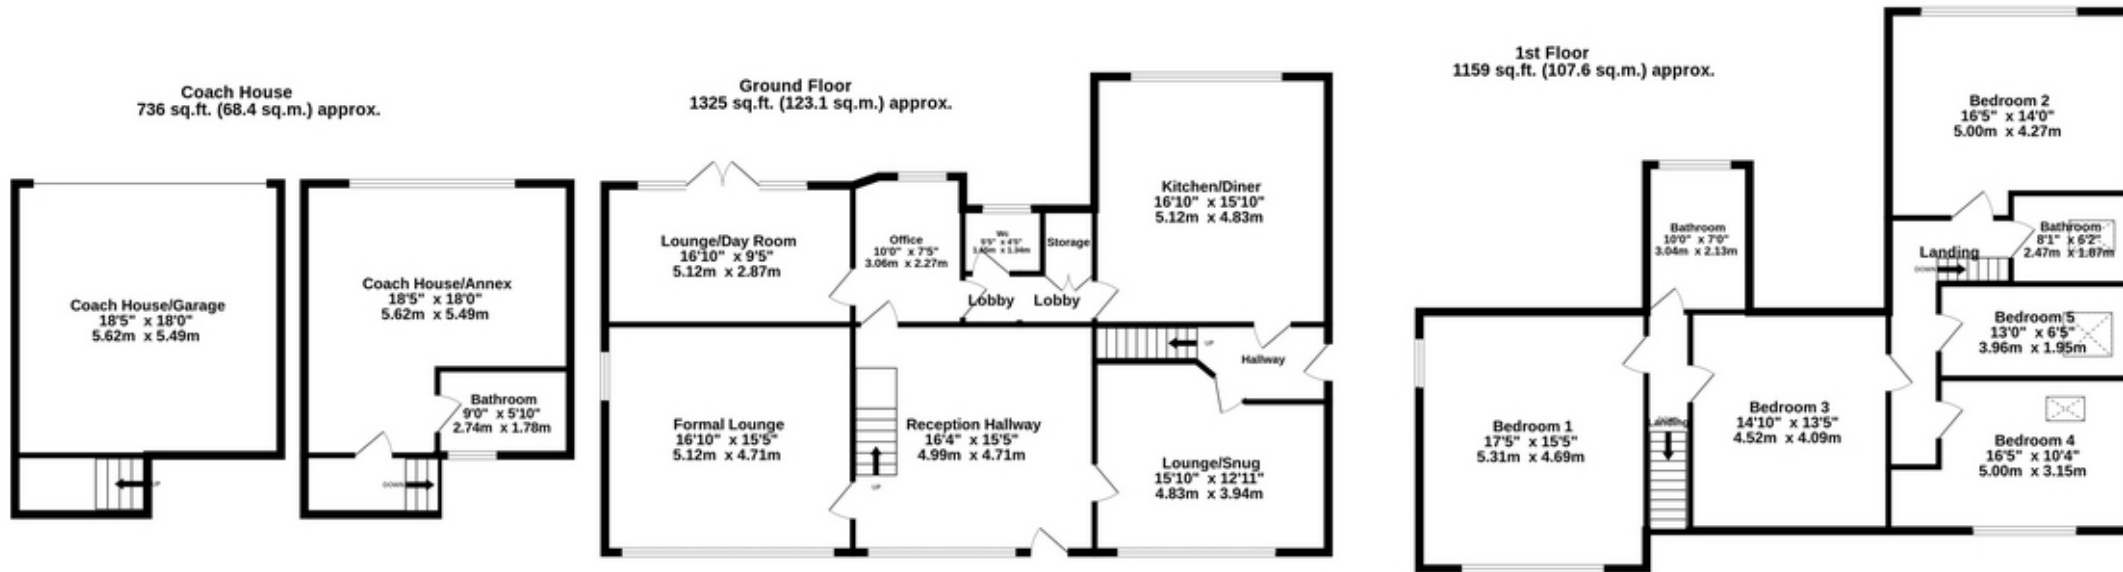 Coach House
736 sq.ft. (68.4 sq.m.) approx.
Coach House/Garage
18'5" x 18'0"
5.62m x 5.49m
UP
Coach House/Annex
18'5" x 18'0"
5.62m x 5.49m
Bathroom
9'0" x 5'10"
2.74m x 1.78m
DOWN
Ground Floor
1325 sq.ft. (123.1 sq.m.) approx.
Lounge/Day Room
16'10" x 9'5"
5.12m x 2.87m
Office
10'0" x 7'5"
3.06m x 2.27m
Wc
5'5" x 4'5"
1.65m x 1.34m
Storage
Lobby
Lobby
Kitchen/Diner
16'10" x 15'10"
5.12m x 4.83m
UP
Hallway
Formal Lounge
16'10" x 15'5"
5.12m x 4.71m
Reception Hallway
16'4" x 15'5"
4.99m x 4.71m
UP
Lounge/Snug
15'10" x 12'11"
4.83m x 3.94m
1st Floor
1159 sq.ft. (107.6 sq.m.) approx.
Bedroom 2
16'5" x 14'0"
5.00m x 4.27m
Bathroom
10'0" x 7'0"
3.04m x 2.13m
Bathroom
8'1" x 6'2"
2.47m x 1.87m
Landing
DOWN
Bedroom 5
13'0" x 6'5"
3.96m x 1.95m
Bedroom 1
17'5" x 15'5"
5.31m x 4.69m
DOWN
Landing
Bedroom 3
14'10" x 13'5"
4.52m x 4.09m
Bedroom 4
16'5" x 10'4"
5.00m x 3.15m